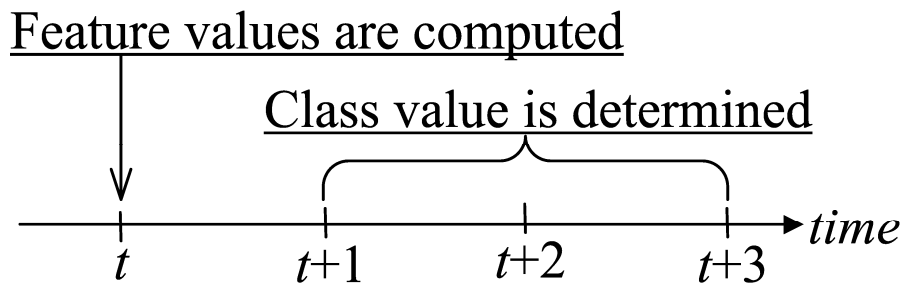 Feature values are computed
Class value is determined
time
t
t+1
t+2
t+3